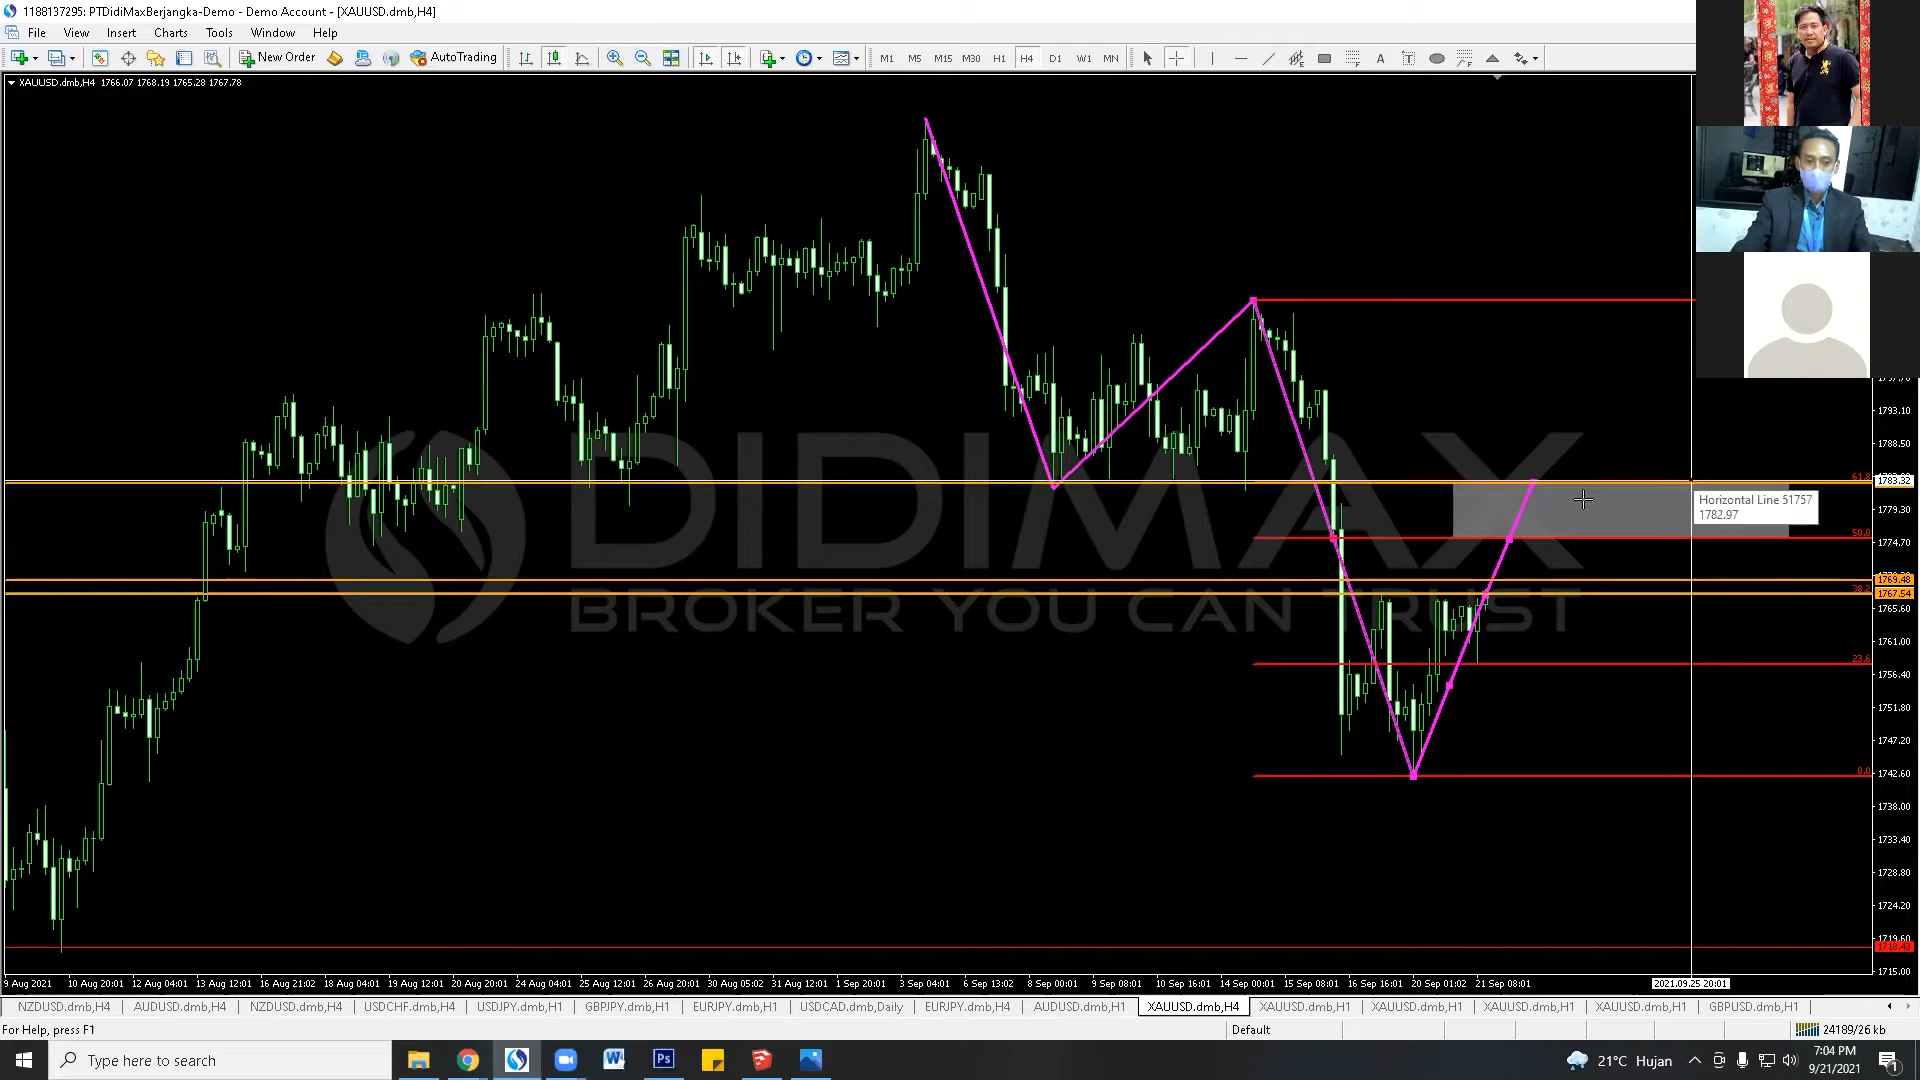 1188137295: PTDidiMaxBerjangka-Demo - Demo Account - [XAUUSD.dmb,H4]
File View Insert Charts Tools Window Help
New Order AutoTrading M1 M5 M15 M30 H1 H4 D1 W1 MN A T
XAUUSD.dmb,H4 1766.07 1768.19 1765.28 1767.78
1793.10
1788.50
61.8
1783.32
Horizontal Line 51757
1782.97
1779.30
50.0
1774.70
1769.48
38.2
1767.54
1765.60
1761.00
23.6
1756.40
1751.80
1747.20
0.0
1742.60
1738.00
1733.40
1728.80
1724.20
1719.60
1715.00
DIDIMAX
BROKER YOU CAN TRUST
9 Aug 2021 10 Aug 20:01 12 Aug 04:01 13 Aug 12:01 16 Aug 21:02 18 Aug 04:01 19 Aug 12:01 20 Aug 20:01 24 Aug 04:01 25 Aug 12:01 26 Aug 20:01 30 Aug 05:02 31 Aug 12:01 1 Sep 20:01 3 Sep 04:01 6 Sep 13:02 8 Sep 00:01 9 Sep 08:01 10 Sep 16:01 14 Sep 00:01 15 Sep 08:01 16 Sep 16:01 20 Sep 01:02 21 Sep 08:01 2021.09.25 20:01
NZDUSD.dmb,H4 AUDUSD.dmb,H4 NZDUSD.dmb,H4 USDCHF.dmb,H4 USDJPY.dmb,H1 GBPJPY.dmb,H1 EURJPY.dmb,H1 USDCAD.dmb,Daily EURJPY.dmb,H4 AUDUSD.dmb,H1 XAUUSD.dmb,H4 XAUUSD.dmb,H1 XAUUSD.dmb,H1 XAUUSD.dmb,H1 XAUUSD.dmb,H1 GBPUSD.dmb,H1
For Help, press F1 Default 24189/26 kb
Type here to search 21°C Hujan 7:04 PM
9/21/2021